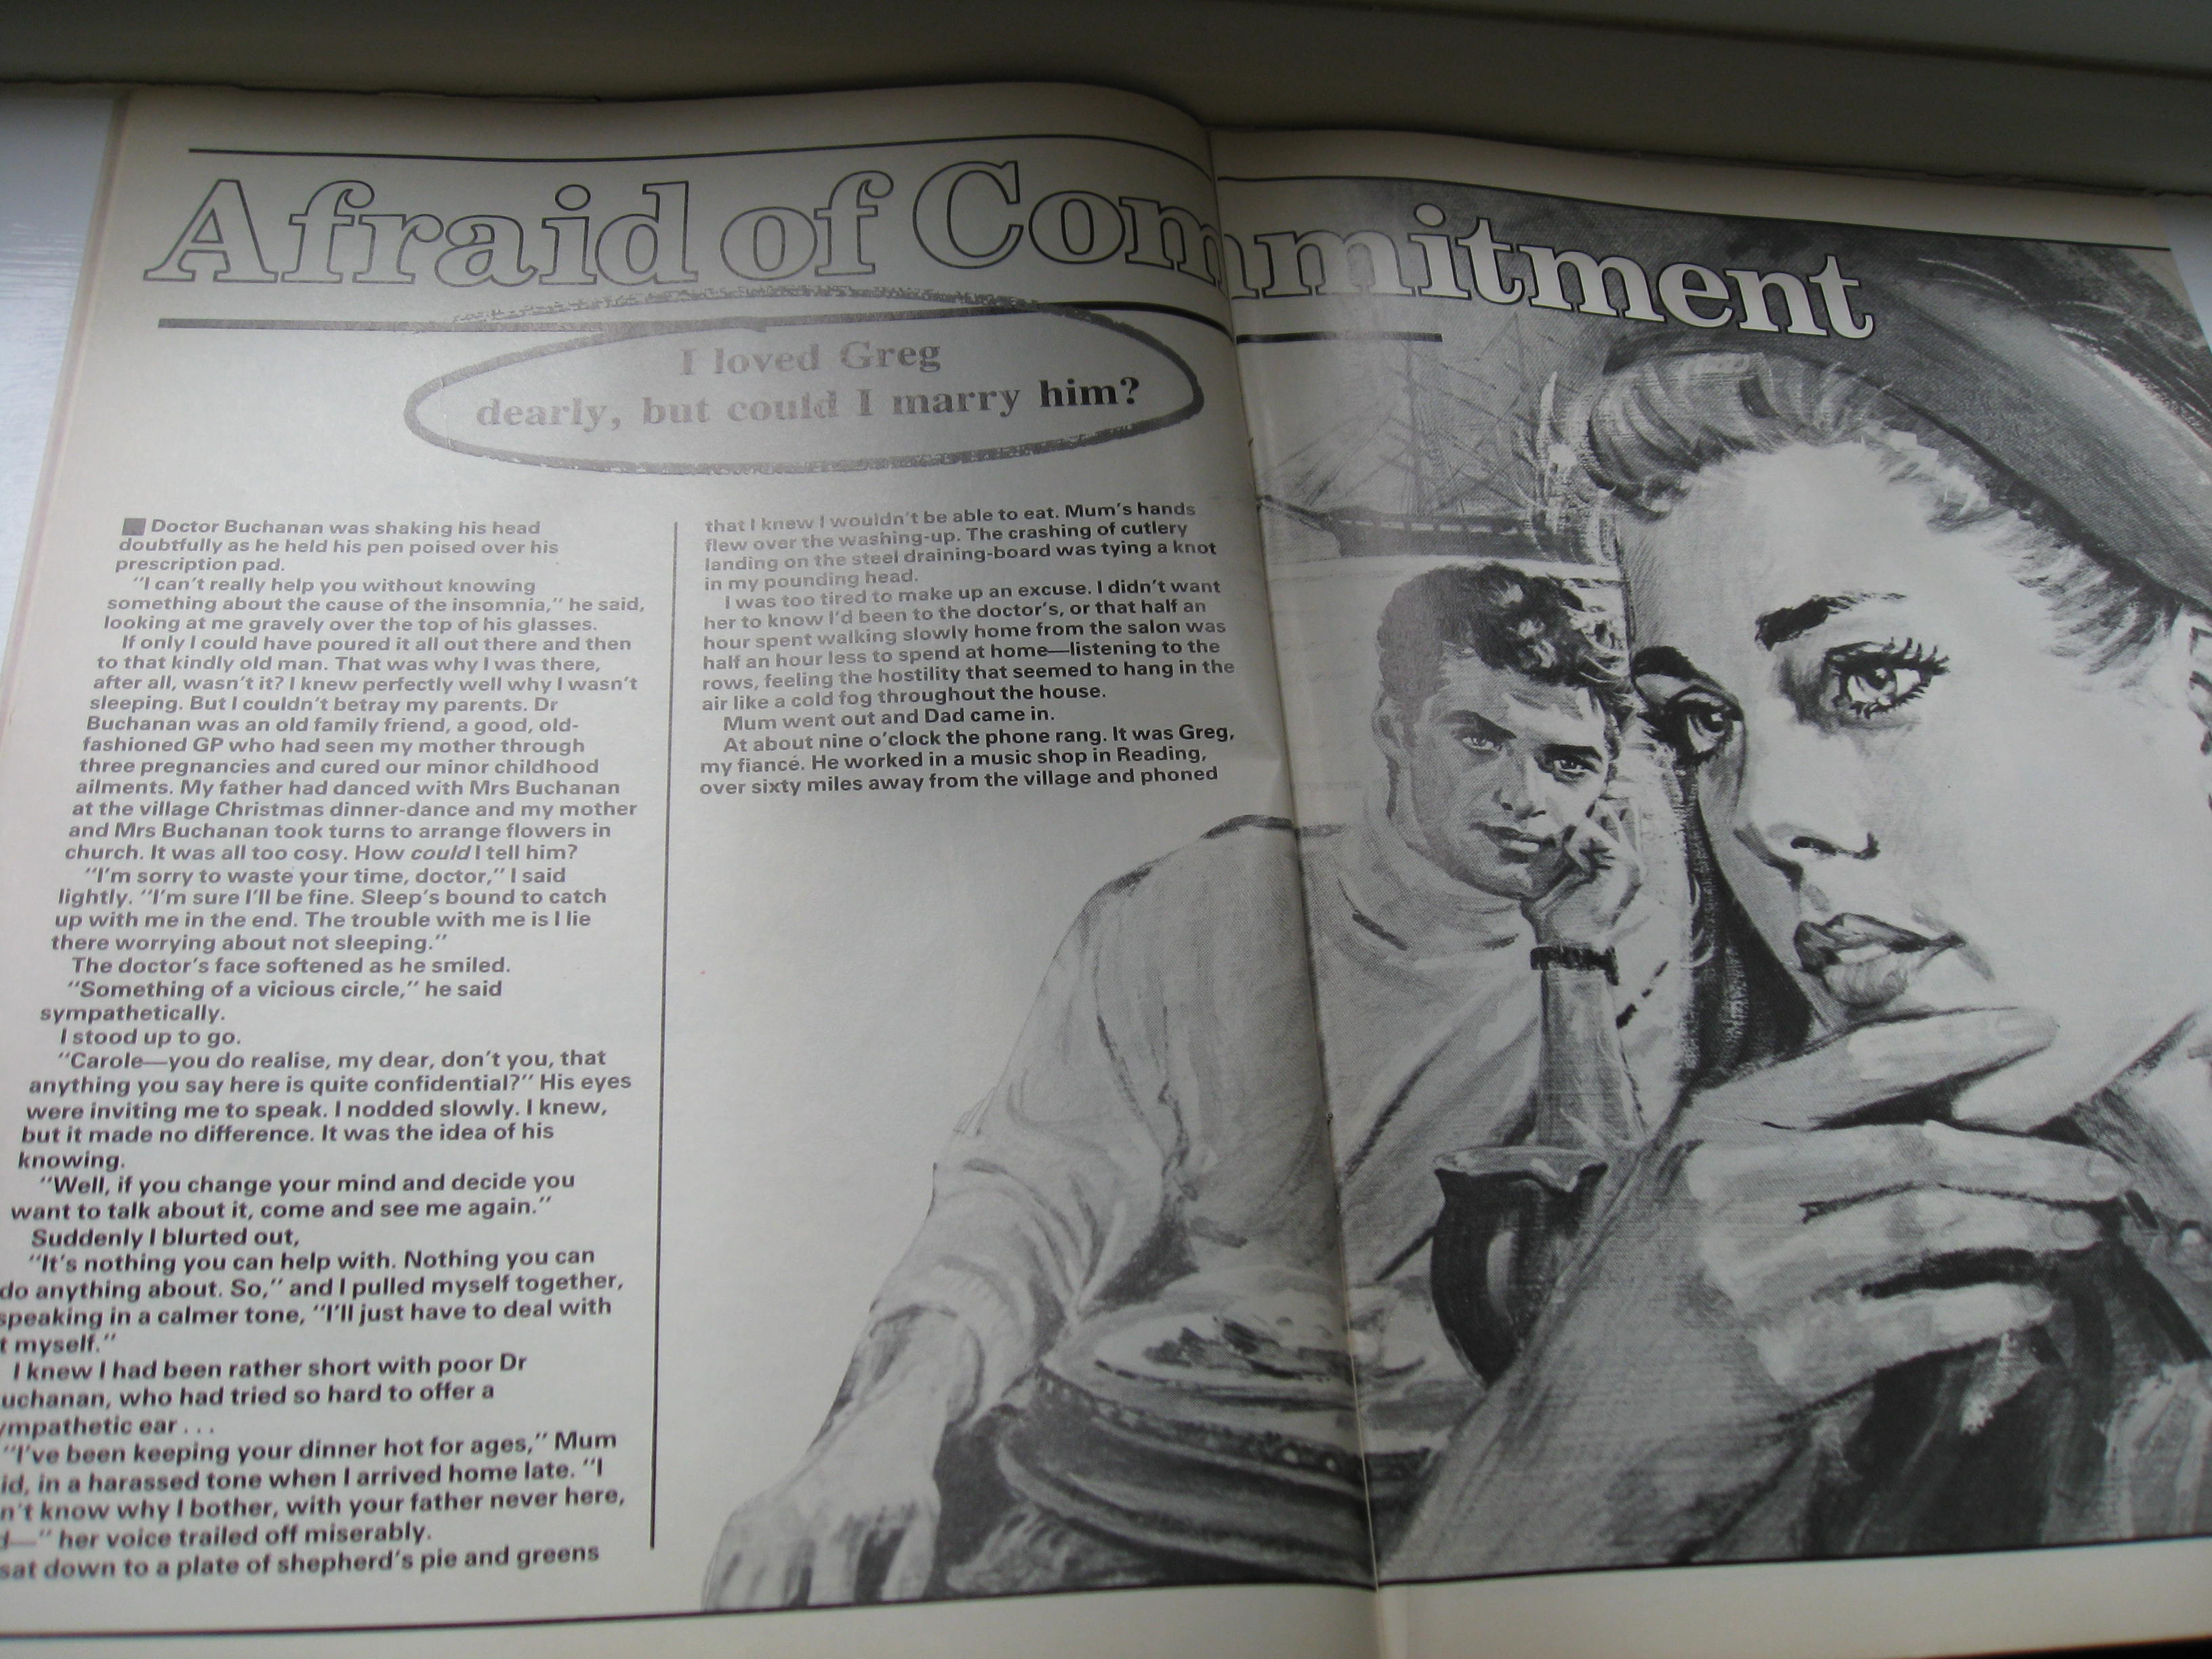 Afraid of Commitment
I loved Greg
dearly, but could I marry him?
Doctor Buchanan was shaking his head
doubtfully as he held his pen poised over his
prescription pad.
"I can't really help you without knowing
something about the cause of the insomnia," he said,
looking at me gravely over the top of his glasses.
If only I could have poured it all out there and then
to that kindly old man. That was why I was there,
after all, wasn't it? I knew perfectly well why I wasn't
sleeping. But I couldn't betray my parents. Dr
Buchanan was an old family friend, a good, old-
fashioned GP who had seen my mother through
three pregnancies and cured our minor childhood
ailments. My father had danced with Mrs Buchanan
at the village Christmas dinner-dance and my mother
and Mrs Buchanan took turns to arrange flowers in
church. It was all too cosy. How could I tell him?
"I'm sorry to waste your time, doctor," I said
lightly. "I'm sure I'll be fine. Sleep's bound to catch
up with me in the end. The trouble with me is I lie
there worrying about not sleeping."
The doctor's face softened as he smiled.
"Something of a vicious circle," he said
sympathetically.
I stood up to go.
"Carole—you do realise, my dear, don't you, that
anything you say here is quite confidential?" His eyes
were inviting me to speak. I nodded slowly. I knew,
but it made no difference. It was the idea of his
knowing.
"Well, if you change your mind and decide you
want to talk about it, come and see me again."
Suddenly I blurted out,
"It's nothing you can help with. Nothing you can
do anything about. So," and I pulled myself together,
speaking in a calmer tone, "I'll just have to deal with
t myself."
I knew I had been rather short with poor Dr
uchanan, who had tried so hard to offer a
ympathetic ear . . .
"I've been keeping your dinner hot for ages," Mum
id, in a harassed tone when I arrived home late. "I
n't know why I bother, with your father never here,
d—" her voice trailed off miserably.
sat down to a plate of shepherd's pie and greens
that I knew I wouldn't be able to eat. Mum's hands
flew over the washing-up. The crashing of cutlery
landing on the steel draining-board was tying a knot
in my pounding head.
I was too tired to make up an excuse. I didn't want
her to know I'd been to the doctor's, or that half an
hour spent walking slowly home from the salon was
half an hour less to spend at home—listening to the
rows, feeling the hostility that seemed to hang in the
air like a cold fog throughout the house.
Mum went out and Dad came in.
At about nine o'clock the phone rang. It was Greg,
my fiancé. He worked in a music shop in Reading,
over sixty miles away from the village and phoned